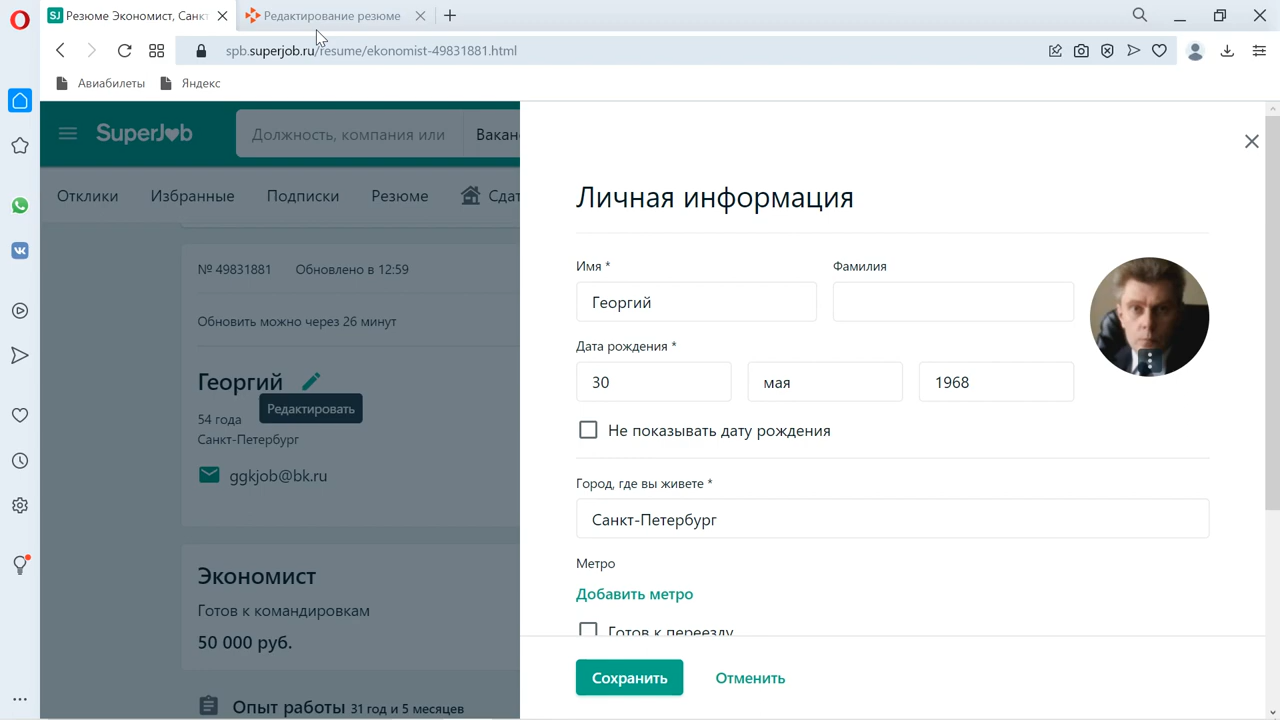 Резюме Экономист, Санкт
Редактирование резюме
spb.superjob.ru/resume/ekonomist-49831881.html
Авиабилеты
Яндекс
SuperJob
Должность, компания или
Вакан
Отклики
Избранные
Подписки
Резюме
Сдат
№ 49831881
Обновлено в 12:59
Обновить можно через 26 минут
Георгий
Редактировать
54 года
Санкт-Петербург
ggkjob@bk.ru
Экономист
Готов к командировкам
50 000 руб.
Опыт работы 31 год и 5 месяцев
Личная информация
Имя *
Фамилия
Георгий
Дата рождения *
30
мая
1968
Не показывать дату рождения
Город, где вы живете *
Санкт-Петербург
Метро
Добавить метро
Готов к переезду
Сохранить
Отменить